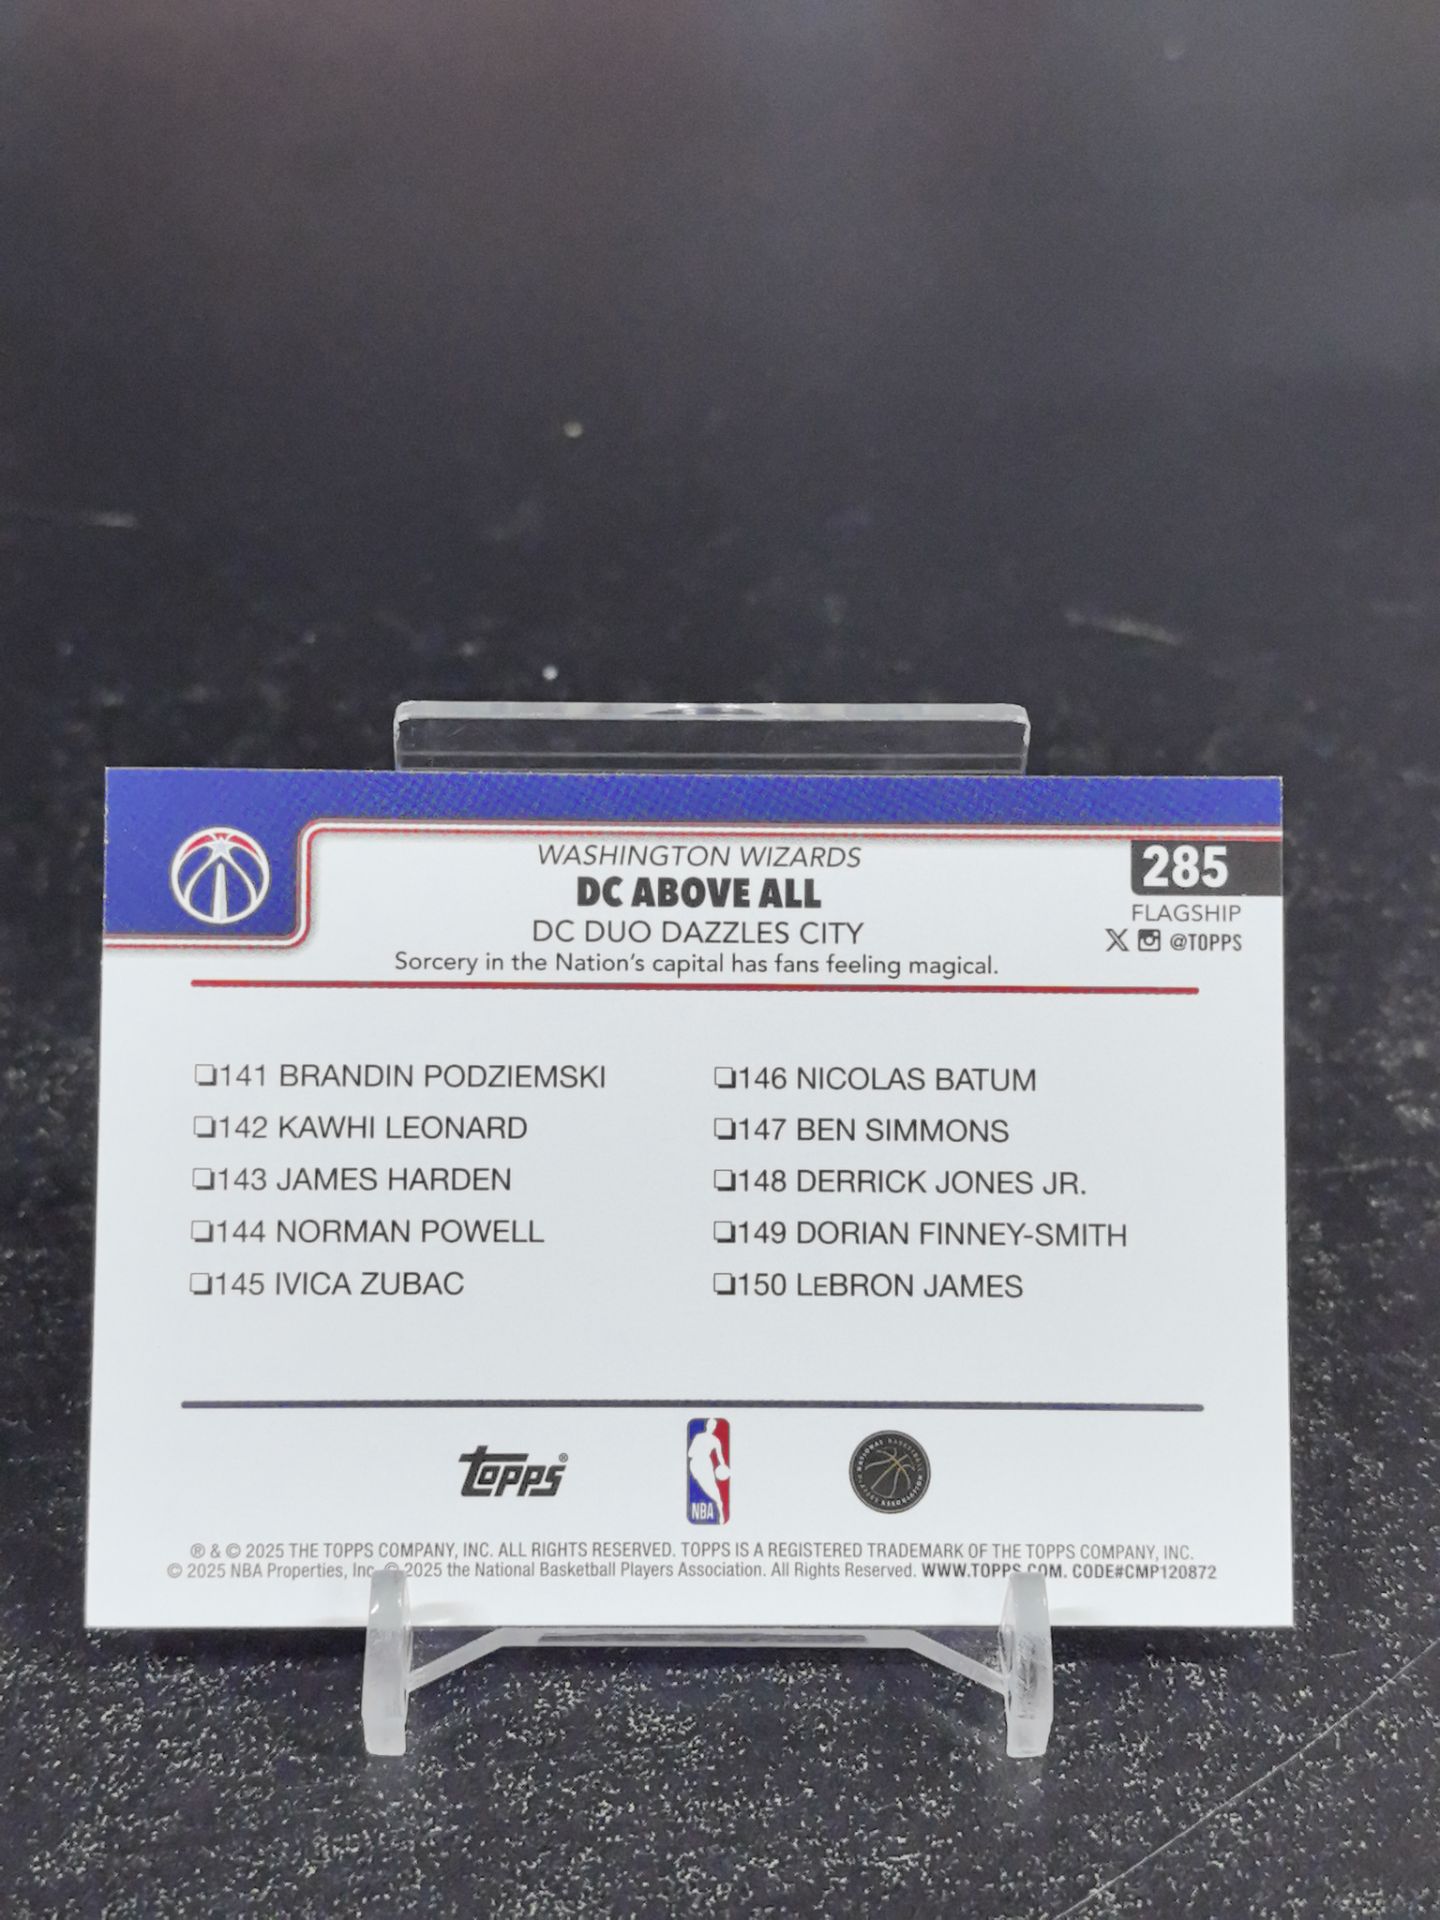 WASHINGTON WIZARDS
DC ABOVE ALL
DC DUO DAZZLES CITY
Sorcery in the Nation's capital has fans feeling magical.
285
FLAGSHIP
@TOPPS
❏141 BRANDIN PODZIEMSKI
❏142 KAWHI LEONARD
❏143 JAMES HARDEN
❏144 NORMAN POWELL
❏145 IVICA ZUBAC
❏146 NICOLAS BATUM
❏147 BEN SIMMONS
❏148 DERRICK JONES JR.
❏149 DORIAN FINNEY-SMITH
❏150 LEBRON JAMES
topps®
NBA
NATIONAL BASKETBALL PLAYERS ASSOCIATION
® & © 2025 THE TOPPS COMPANY, INC. ALL RIGHTS RESERVED. TOPPS IS A REGISTERED TRADEMARK OF THE TOPPS COMPANY, INC.
© 2025 NBA Properties, Inc. © 2025 the National Basketball Players Association. All Rights Reserved. WWW.TOPPS.COM. CODE#CMP120872